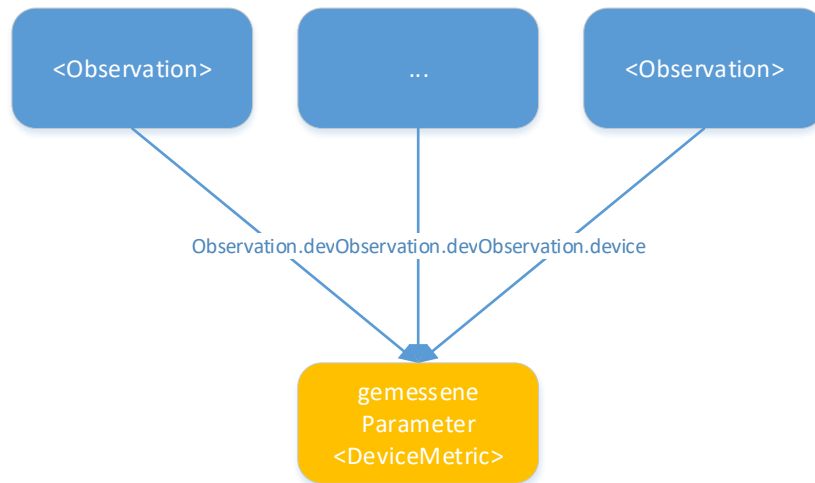 <Observation>
...
<Observation>
Observation.devObservation.devObservation.device
gemessene
Parameter
<DeviceMetric>